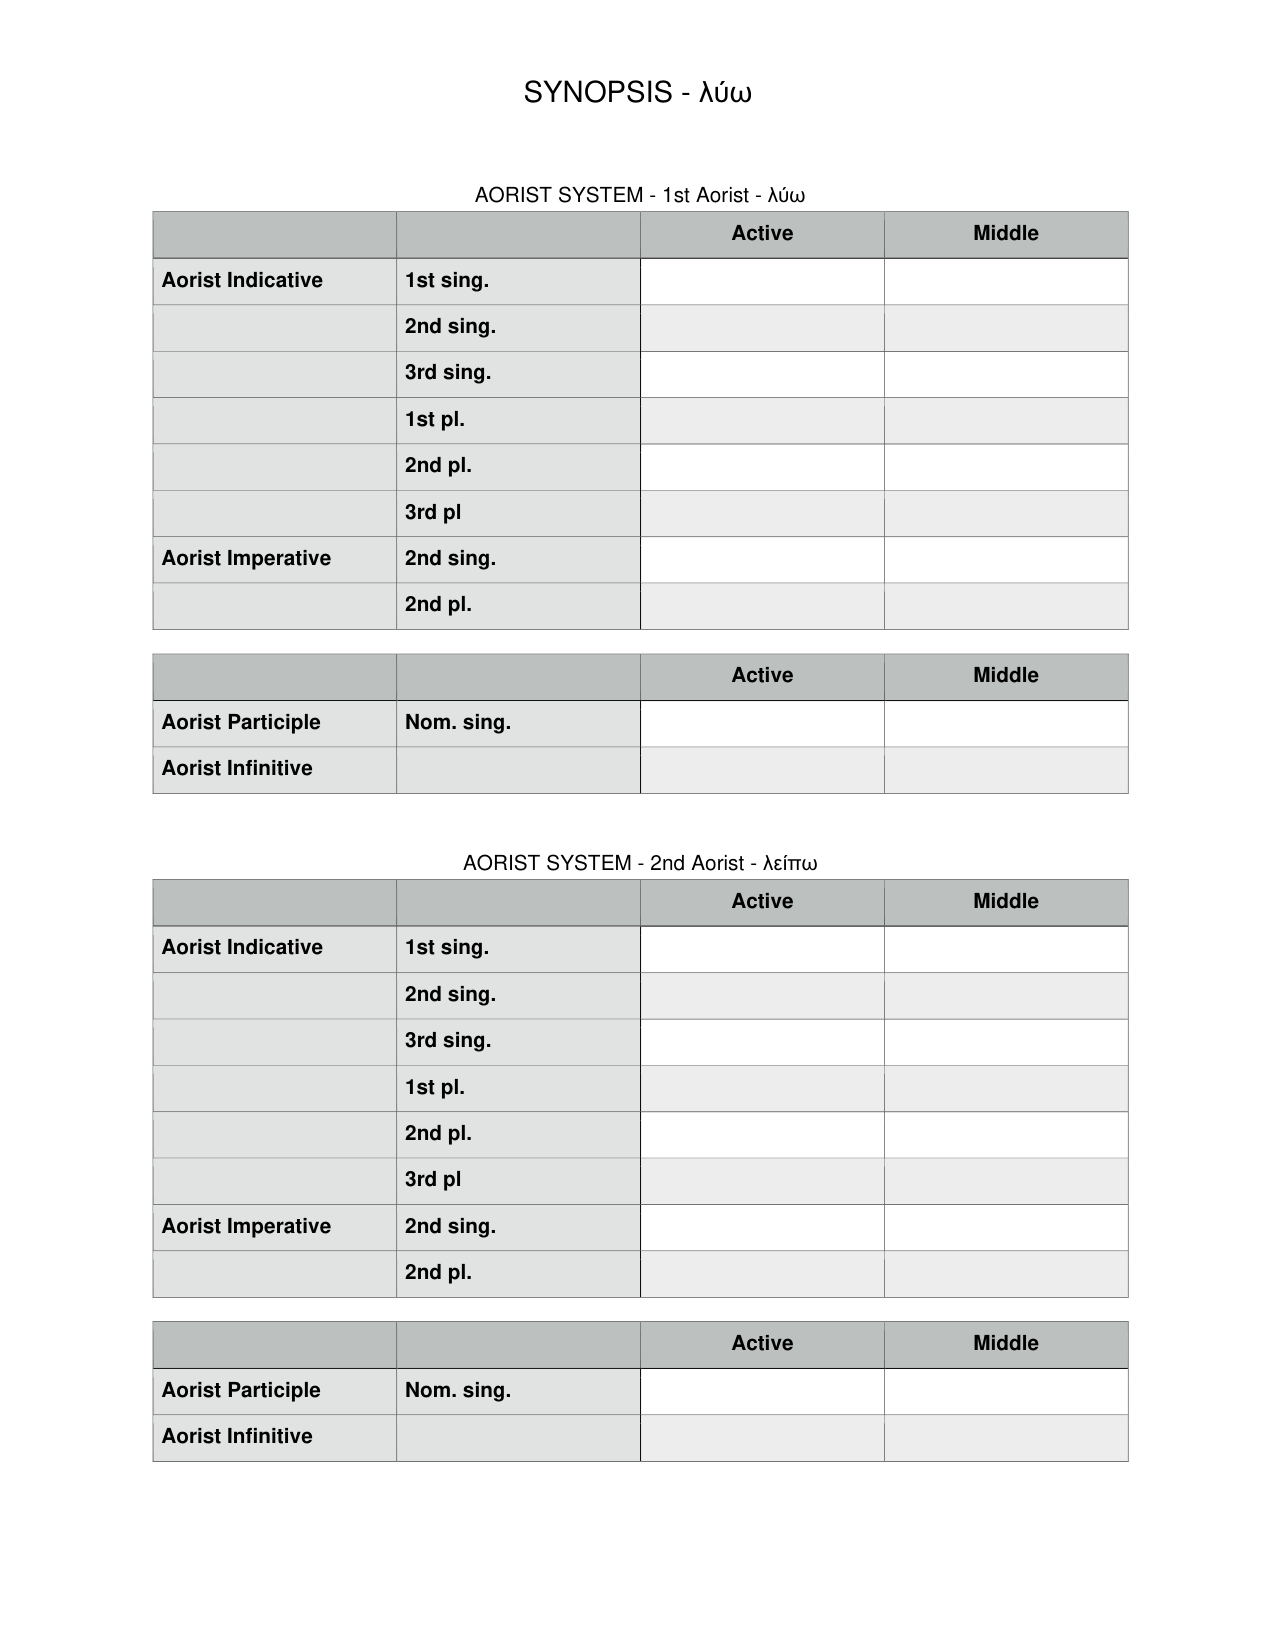 SYNOPSIS - λύω
AORIST SYSTEM - 1st Aorist - λύω
Active Middle
Aorist Indicative 1st sing.
2nd sing.
3rd sing.
1st pl.
2nd pl.
3rd pl
Aorist Imperative 2nd sing.
2nd pl.
Active Middle
Aorist Participle Nom. sing.
Aorist Infinitive
AORIST SYSTEM - 2nd Aorist - λείπω
Active Middle
Aorist Indicative 1st sing.
2nd sing.
3rd sing.
1st pl.
2nd pl.
3rd pl
Aorist Imperative 2nd sing.
2nd pl.
Active Middle
Aorist Participle Nom. sing.
Aorist Infinitive